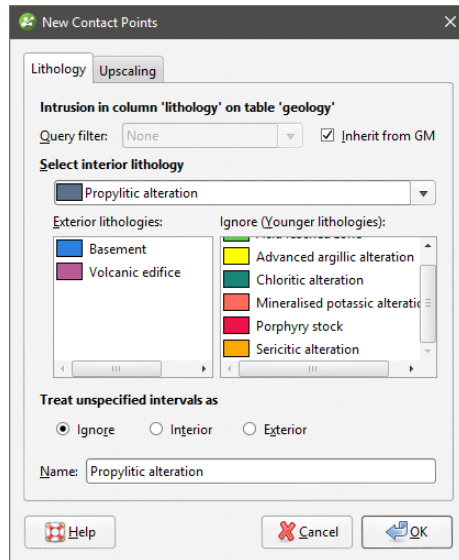 New Contact Points
Lithology Upscaling
Intrusion in column 'lithology' on table 'geology'
Query filter: None Inherit from GM
Select interior lithology
Propylitic alteration
Exterior lithologies: Ignore (Younger lithologies):
Basement
Volcanic edifice
Advanced argillic alteration
Chloritic alteration
Mineralised potassic alteratic
Porphyry stock
Sericitic alteration
Treat unspecified intervals as
Ignore Interior Exterior
Name: Propylitic alteration
Help Cancel OK